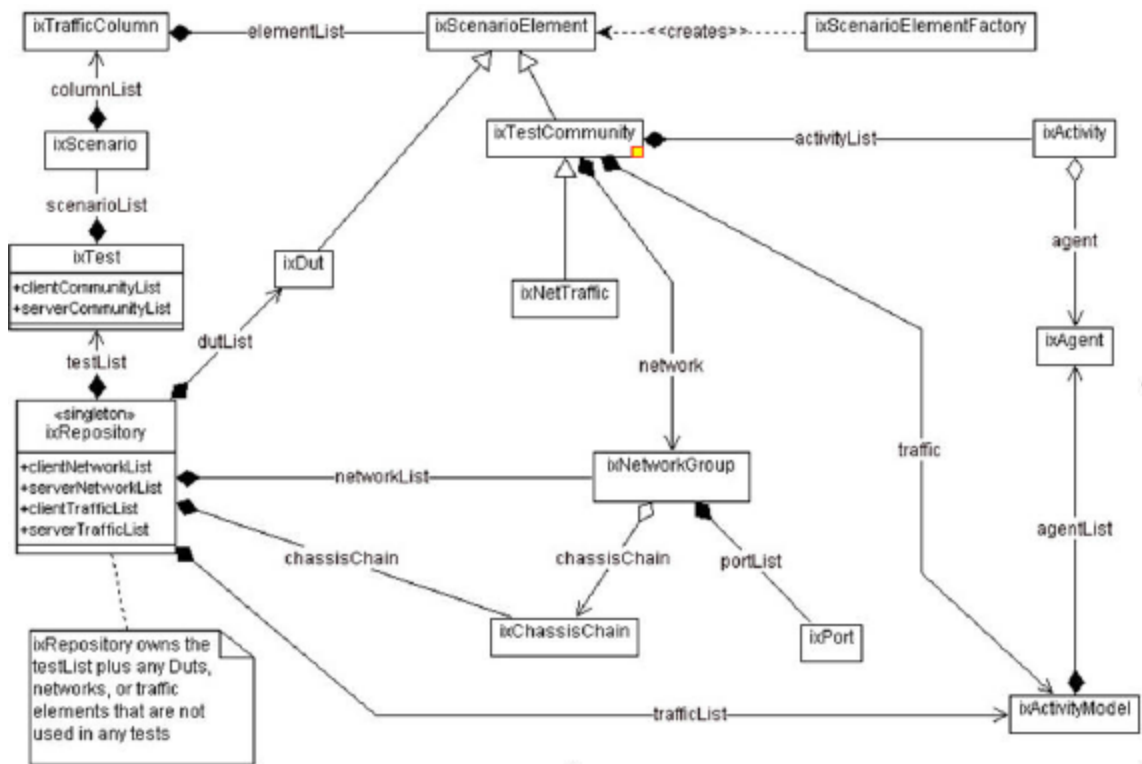 ixTrafficColumn
elementList
ixScenarioElement
<<creates>>
ixScenarioElementFactory
columnList
ixScenario
ixTestCommunity
activityList
ixActivity
scenarioList
ixTest
+clientCommunityList
+serverCommunityList
ixDut
ixNetTraffic
agent
testList
dutList
ixAgent
network
«singleton»
ixRepository
+clientNetworkList
+serverNetworkList
+clientTrafficList
+serverTrafficList
networkList
ixNetworkGroup
traffic
chassisChain
chassisChain
portList
agentList
ixChassisChain
ixPort
ixRepository owns the
testList plus any Duts,
networks, or traffic
elements that are not
used in any tests
trafficList
ixActivityModel